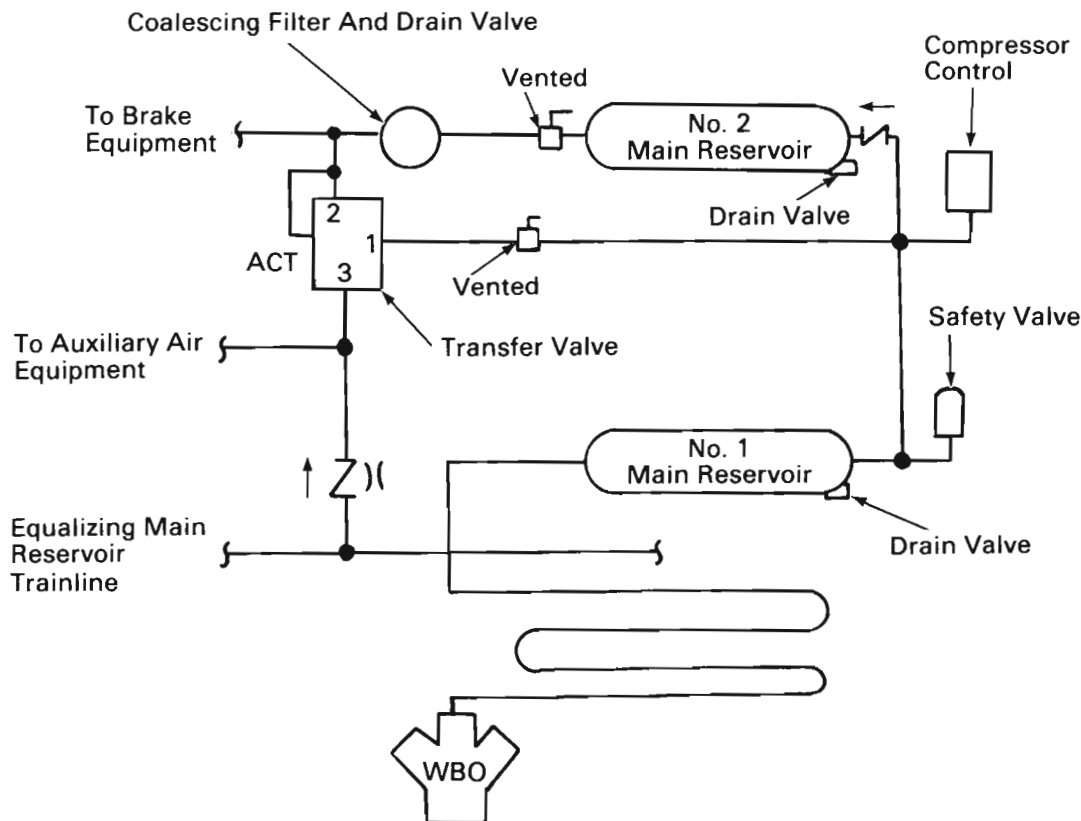 Coalescing Filter And Drain Valve
Compressor
Control
Vented
To Brake
Equipment
No. 2
Main Reservoir
Drain Valve
2
1
ACT
3
Vented
Safety Valve
To Auxiliary Air
Equipment
Transfer Valve
No. 1
Main Reservoir
Equalizing Main
Reservoir
Trainline
Drain Valve
WBO